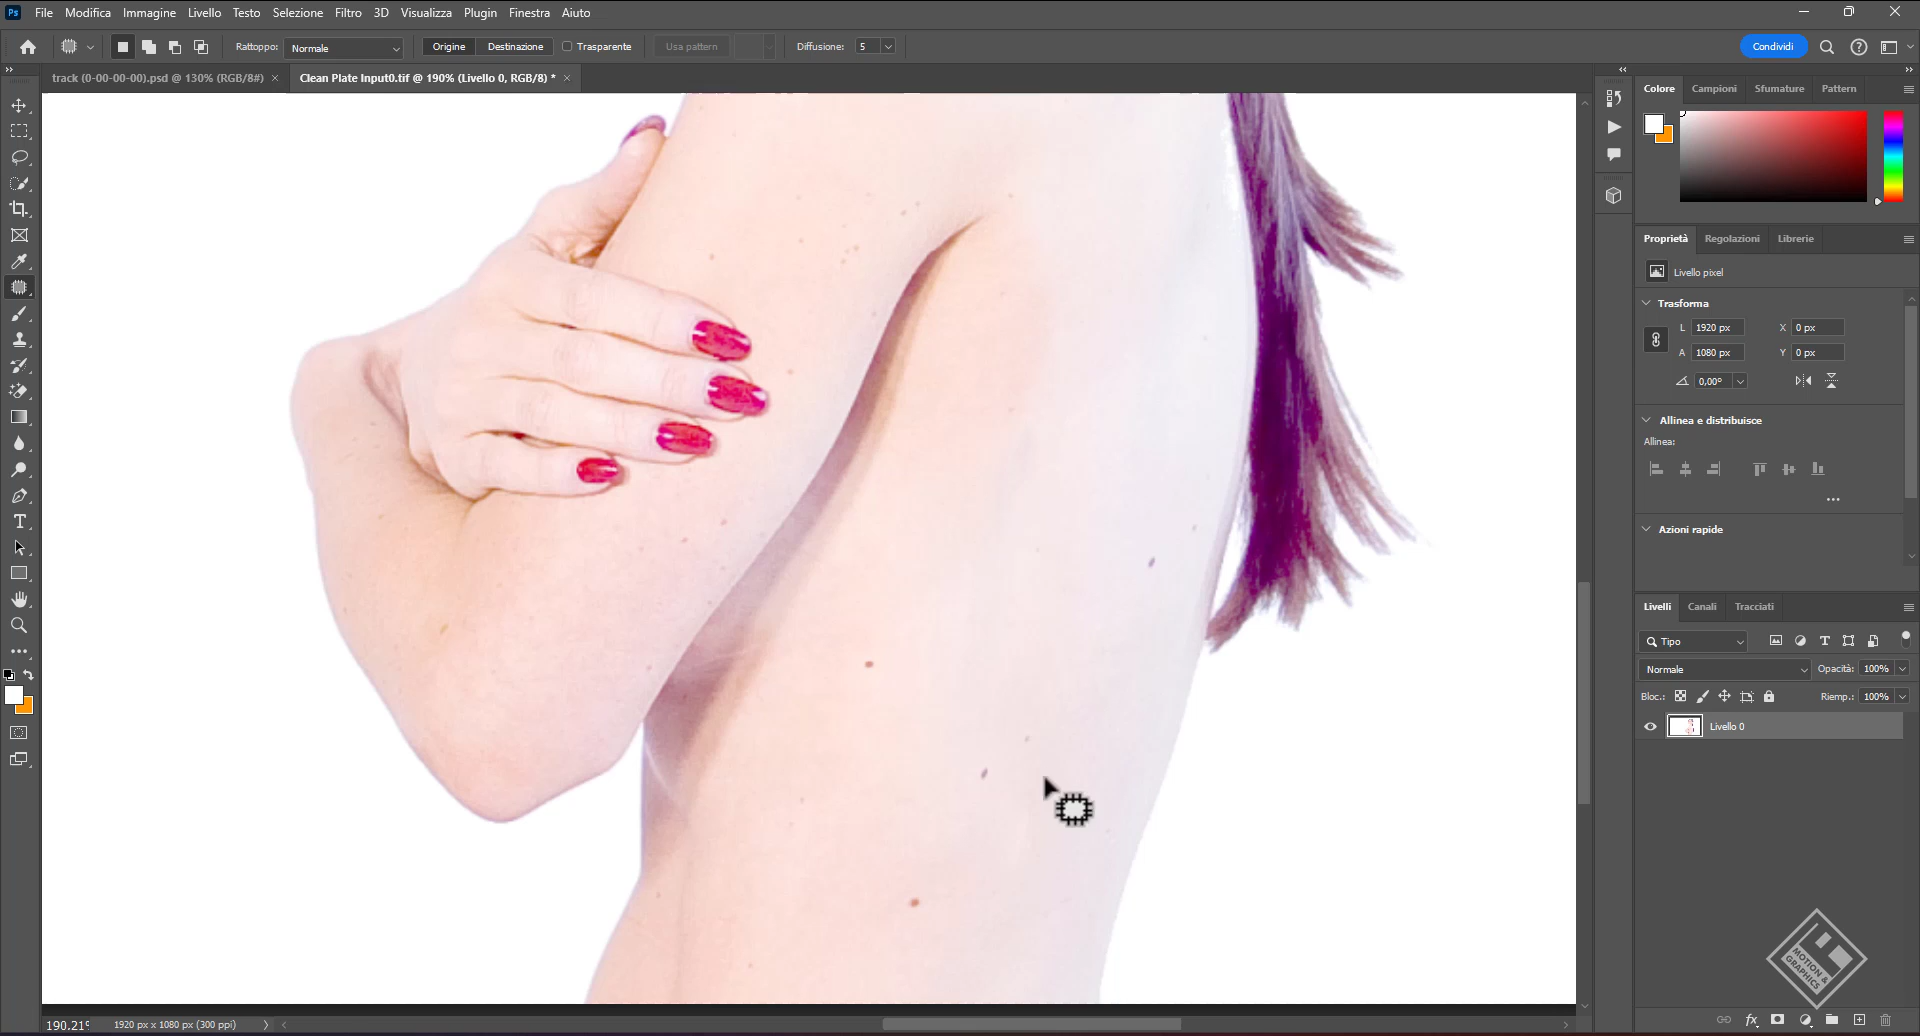 Ps File Modifica Immagine Livello Testo Selezione Filtro 3D Visualizza Plugin Finestra Aiuto
Rattoppo: Normale Origine Destinazione Trasparente Usa pattern Diffusione: 5 Condividi
track (0-00-00-00).psd @ 130% (RGB/8#) × Clean Plate Input0.tif @ 190% (Livello 0, RGB/8) * ×
Colore Campioni Sfumature Pattern
Proprietà Regolazioni Librerie
Livello pixel
Trasforma
L 1920 px X 0 px
A 1080 px Y 0 px
0,00°
Allinea e distribuisce
Allinea:
Azioni rapide
Livelli Canali Tracciati
Tipo
Normale Opacità: 100%
Bloc.: Riemp.: 100%
Livello 0
MOTION &
GRAPHICS
190.21% 1920 px x 1080 px (300 ppi)
fx